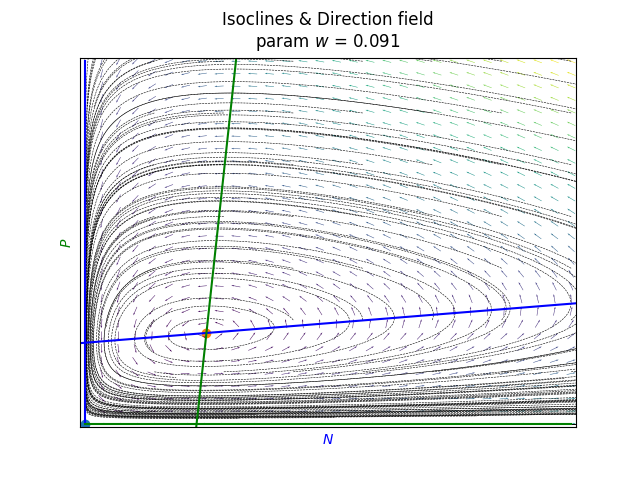 Isoclines & Direction field
param w = 0.091
P
N